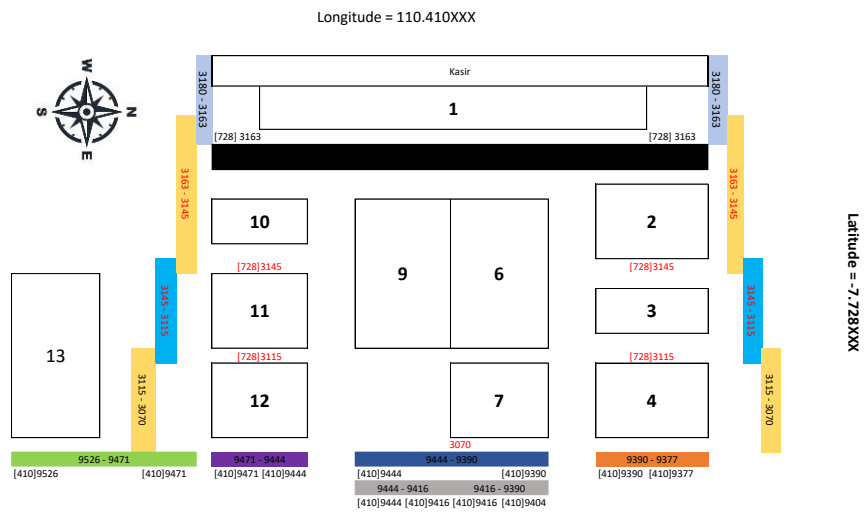 Longitude = 110.410XXX
W
S
N
E
3180 - 3163
Kasir
3180 - 3163
1
[728] 3163
[728] 3163
3163 - 3145
3163 - 3145
Latitude = -7.728XXX
10
9
6
2
[728]3145
[728]3145
3145 - 3115
3145 - 3115
13
11
3
[728]3115
[728]3115
3115 - 3070
3115 - 3070
12
7
4
3070
9526 - 9471
9471 - 9444
9444 - 9390
9390 - 9377
[410]9526
[410]9471
[410]9471
[410]9444
[410]9444
[410]9390
[410]9390
[410]9377
9444 - 9416
9416 - 9390
[410]9444
[410]9416
[410]9416
[410]9404